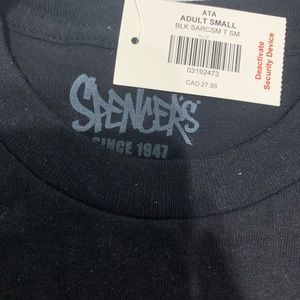 ATA
ADULT SMALL
BLK SARCSM T SM
03192473
CAD 27.99
Deactivate
Security Device
SPENCER'S
SINCE 1947